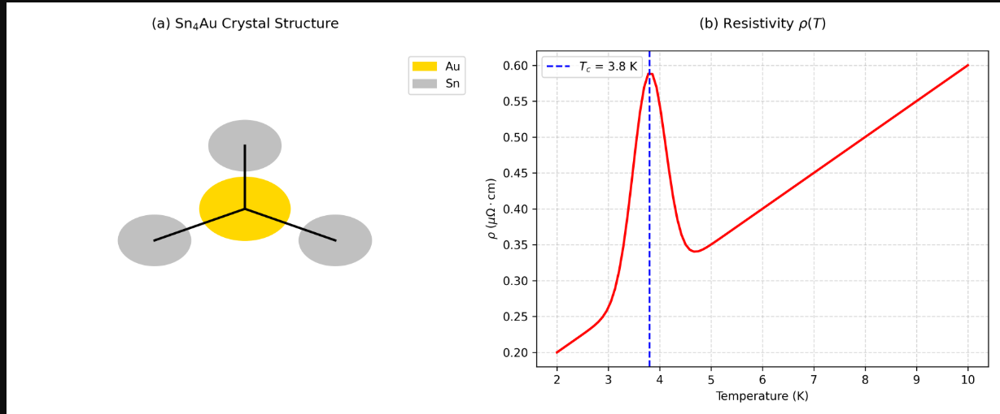 (a) Sn₄Au Crystal Structure
Au
Sn
(b) Resistivity ρ(T)
T_c = 3.8 K
0.60
0.55
0.50
0.45
0.40
0.35
0.30
0.25
0.20
ρ (μΩ · cm)
2 3 4 5 6 7 8 9 10
Temperature (K)